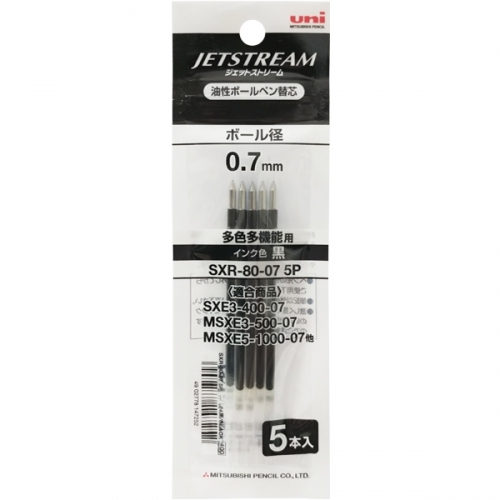 uni
MITSUBISHI PENCIL
JETSTREAM
ジェットストリーム
油性ボールペン替芯
ボール径
0.7mm
多色多機能用
インク色 黒
SXR-80-07 5P
〈適合商品〉
SXE3-400-07
MSXE3-500-07
MSXE5-1000-07他
5本入
MITSUBISHI PENCIL CO., LTD.